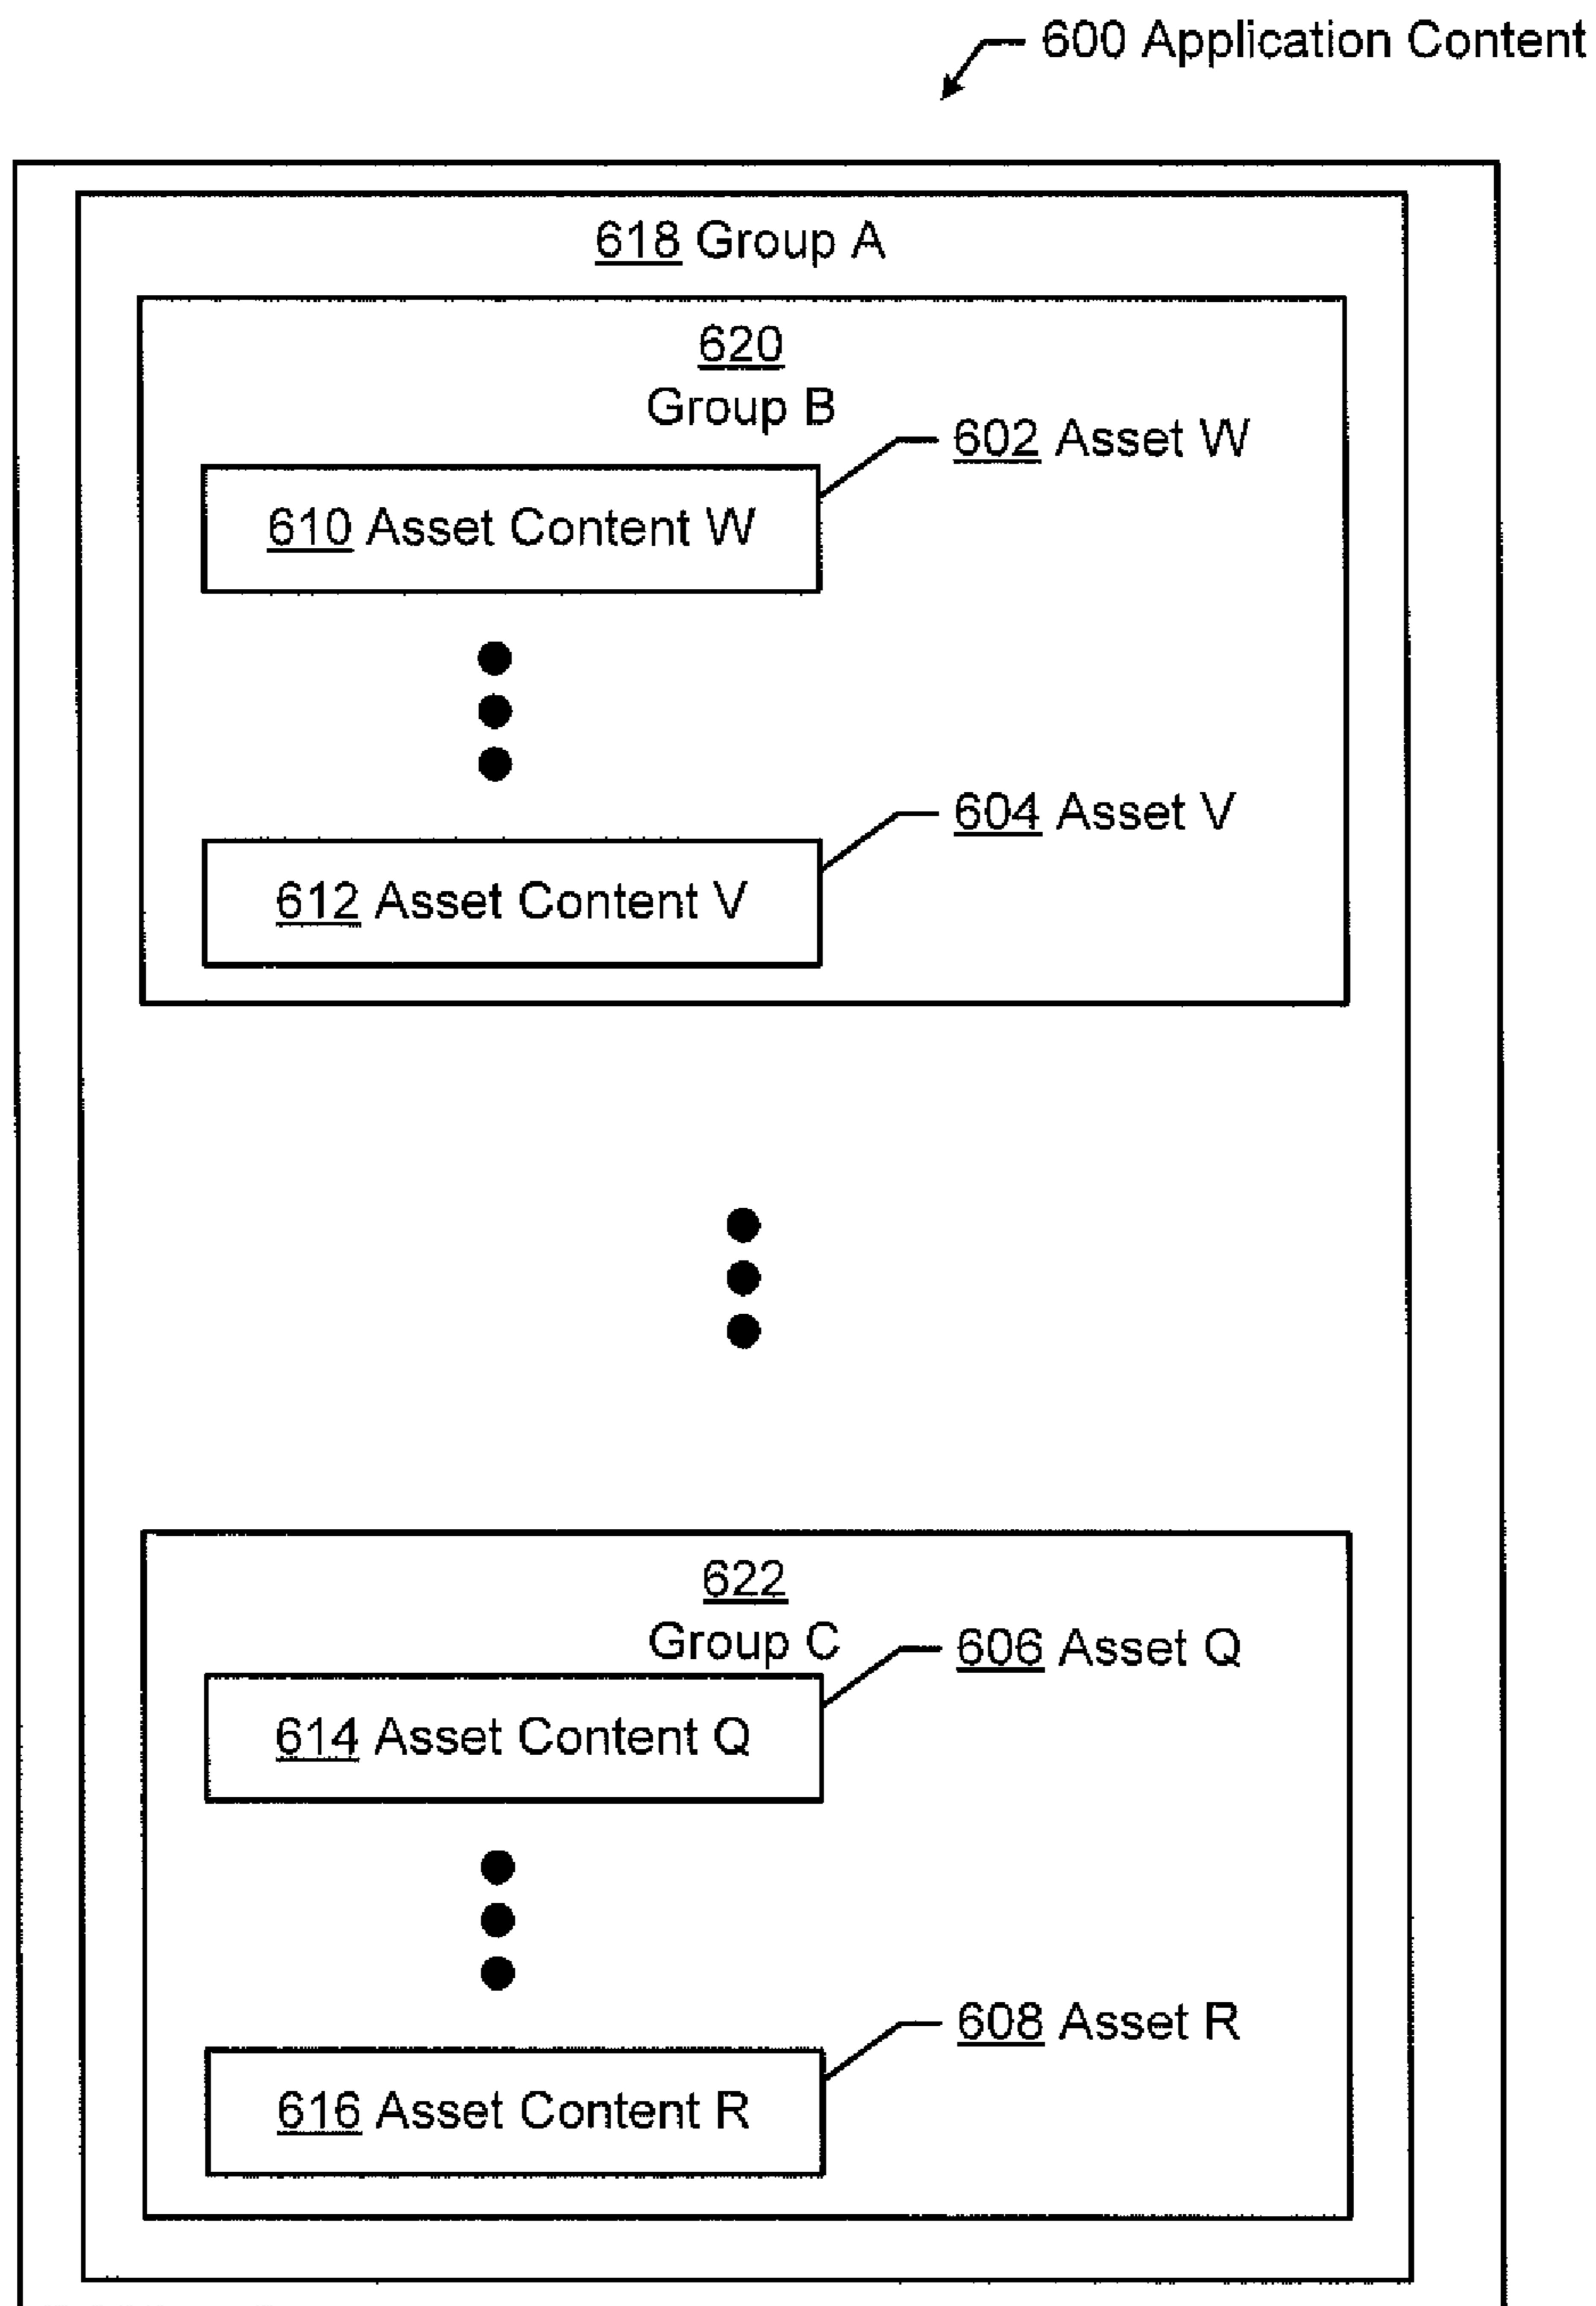 600 Application Content
618 Group A
620
Group B
602 Asset W
610 Asset Content W
604 Asset V
612 Asset Content V
622
Group C
606 Asset Q
614 Asset Content Q
608 Asset R
616 Asset Content R